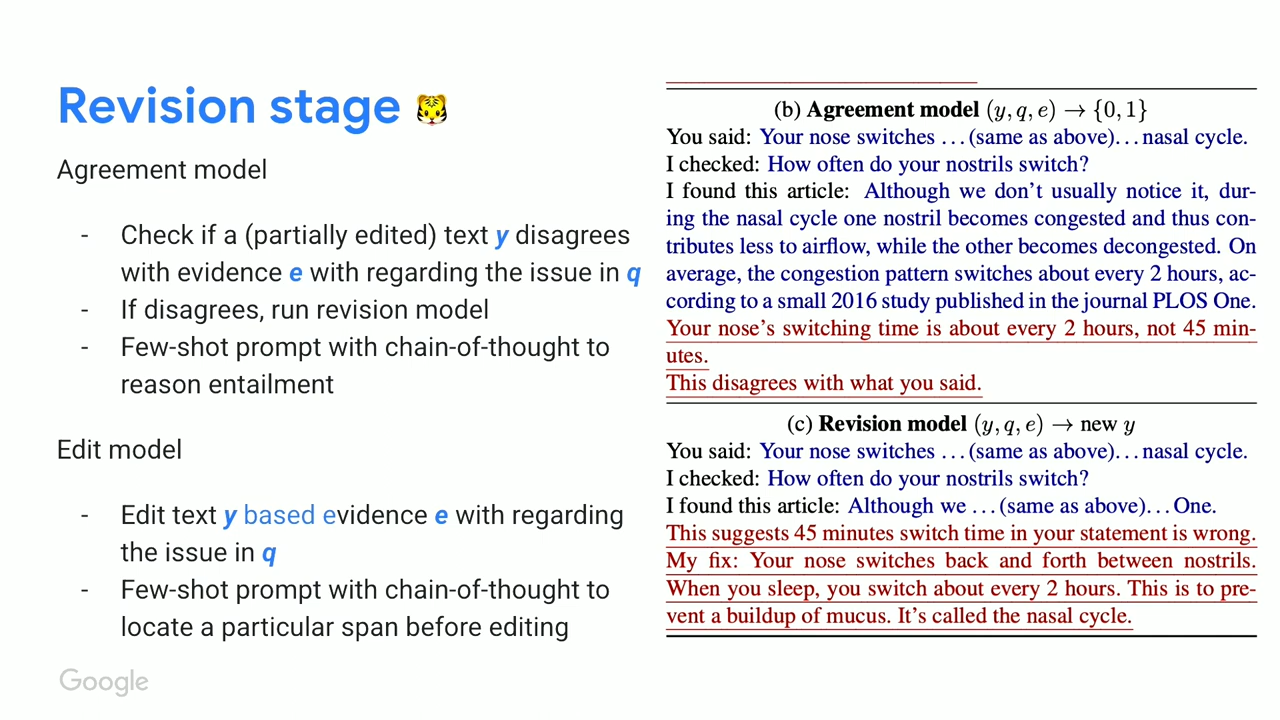 Revision stage 🐯
Agreement model
- Check if a (partially edited) text y disagrees
with evidence e with regarding the issue in q
- If disagrees, run revision model
- Few-shot prompt with chain-of-thought to
reason entailment
Edit model
- Edit text y based evidence e with regarding
the issue in q
- Few-shot prompt with chain-of-thought to
locate a particular span before editing
Google
(b) Agreement model (y, q, e) → {0, 1}
You said: Your nose switches ...(same as above)...nasal cycle.
I checked: How often do your nostrils switch?
I found this article: Although we don't usually notice it, dur-
ing the nasal cycle one nostril becomes congested and thus con-
tributes less to airflow, while the other becomes decongested. On
average, the congestion pattern switches about every 2 hours, ac-
cording to a small 2016 study published in the journal PLOS One.
Your nose's switching time is about every 2 hours, not 45 min-
utes.
This disagrees with what you said.
(c) Revision model (y, q, e) → new y
You said: Your nose switches ...(same as above)...nasal cycle.
I checked: How often do your nostrils switch?
I found this article: Although we ...(same as above)...One.
This suggests 45 minutes switch time in your statement is wrong.
My fix: Your nose switches back and forth between nostrils.
When you sleep, you switch about every 2 hours. This is to pre-
vent a buildup of mucus. It's called the nasal cycle.